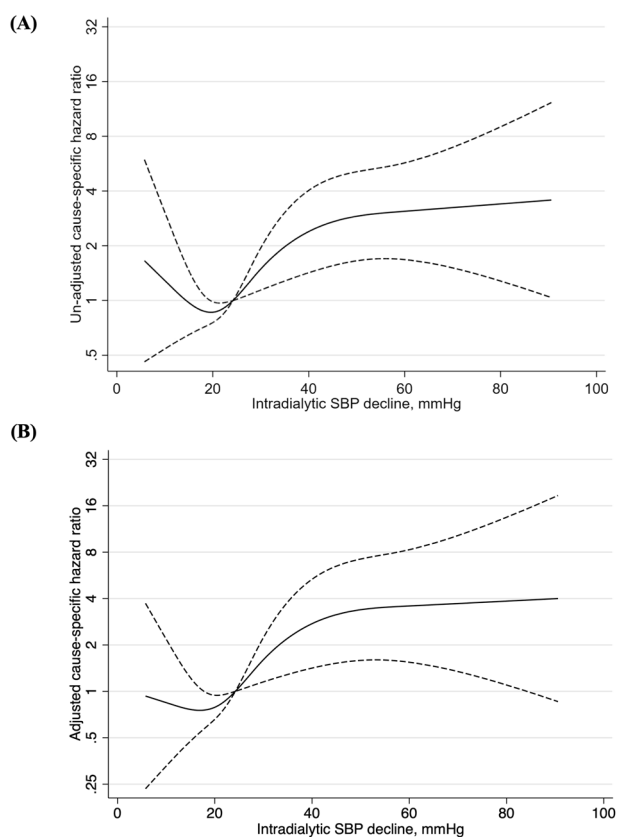 (A)
Un-adjusted cause-specific hazard ratio
32
16
8
4
2
1
.5
0 20 40 60 80 100
Intradialytic SBP decline, mmHg
(B)
Adjusted cause-specific hazard ratio
32
16
8
4
2
1
.5
.25
0 20 40 60 80 100
Intradialytic SBP decline, mmHg